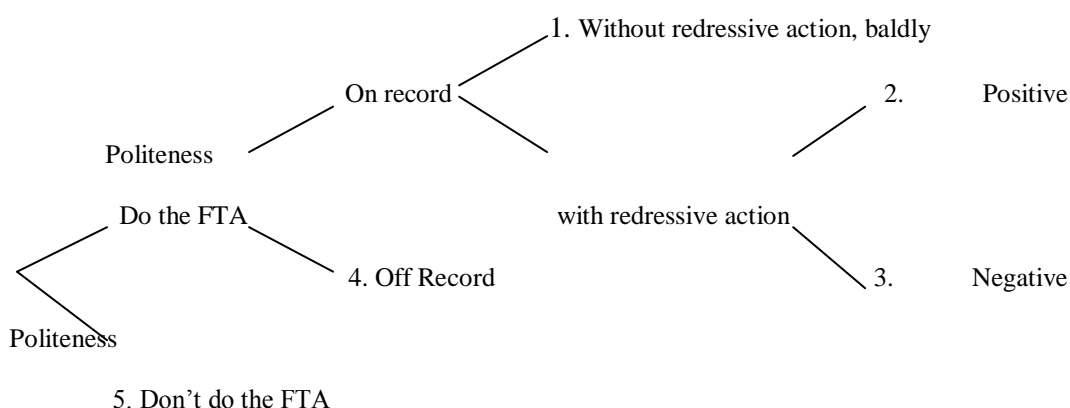 1. Without redressive action, baldly
On record 2. Positive
Politeness
Do the FTA with redressive action
4. Off Record 3. Negative
Politeness
5. Don’t do the FTA